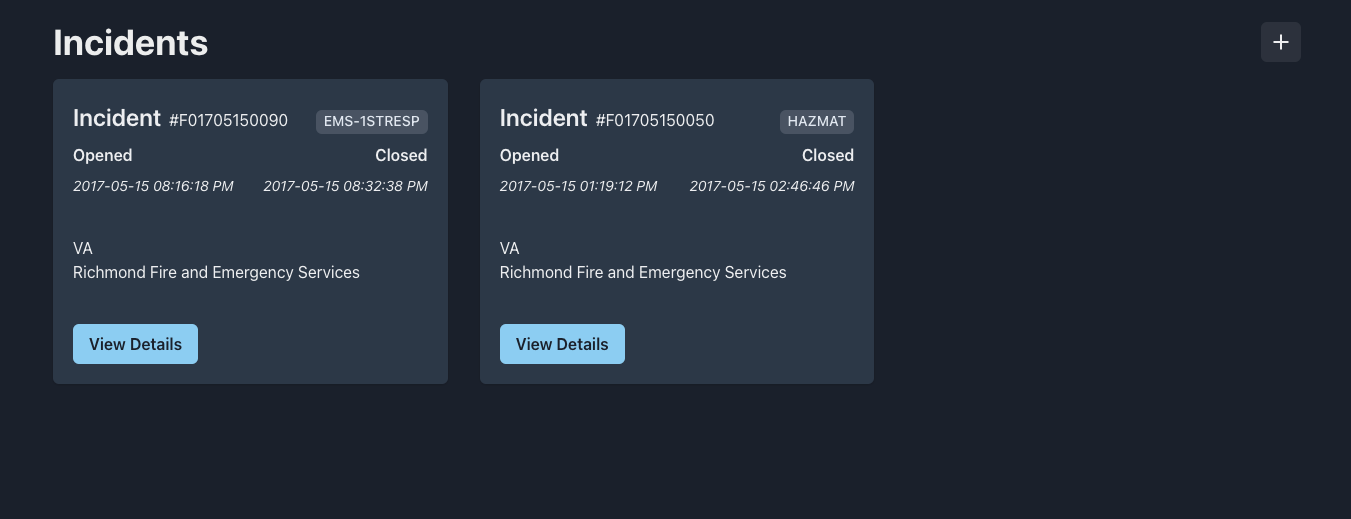 Incidents
+
Incident #F01705150090 EMS-1STRESP
Opened Closed
2017-05-15 08:16:18 PM 2017-05-15 08:32:38 PM
VA
Richmond Fire and Emergency Services
View Details
Incident #F01705150050 HAZMAT
Opened Closed
2017-05-15 01:19:12 PM 2017-05-15 02:46:46 PM
VA
Richmond Fire and Emergency Services
View Details